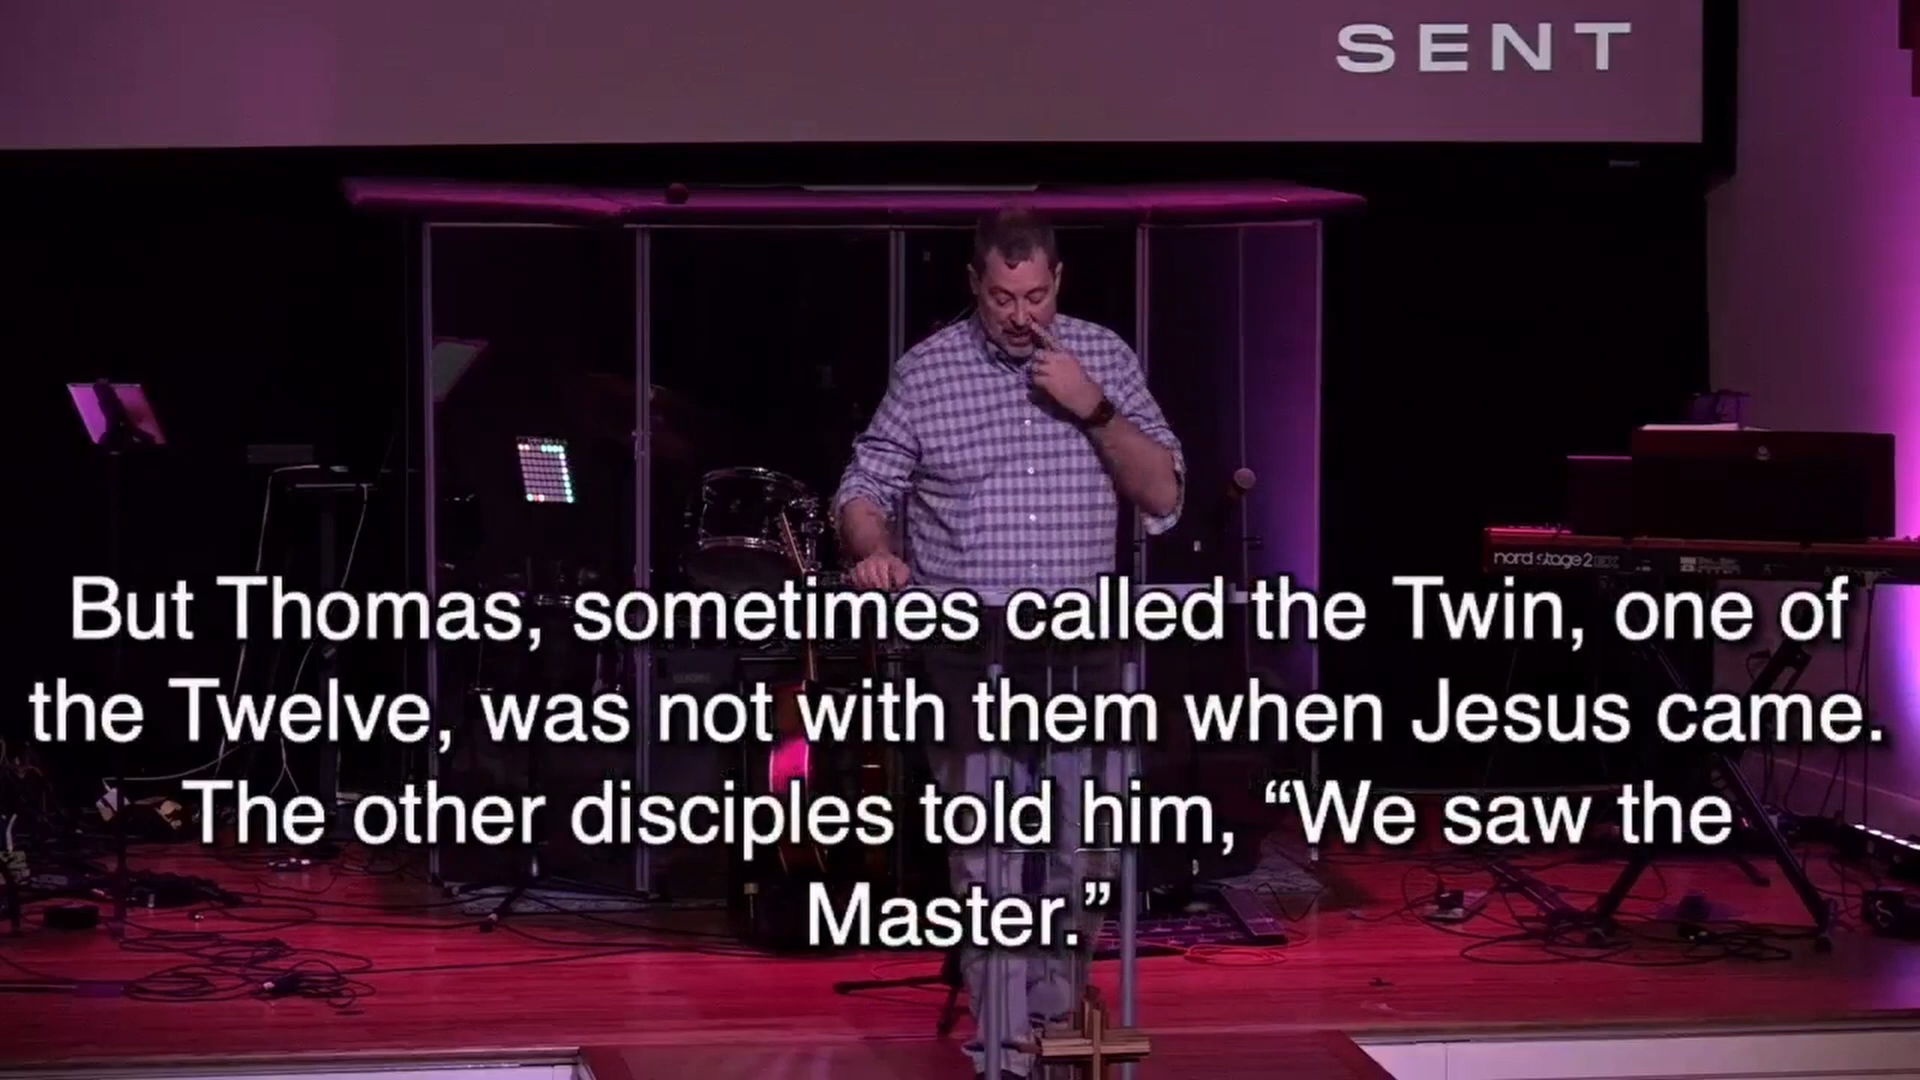 SENT
nord stage 2 EX
But Thomas, sometimes called the Twin, one of
the Twelve, was not with them when Jesus came.
The other disciples told him, “We saw the
Master.”